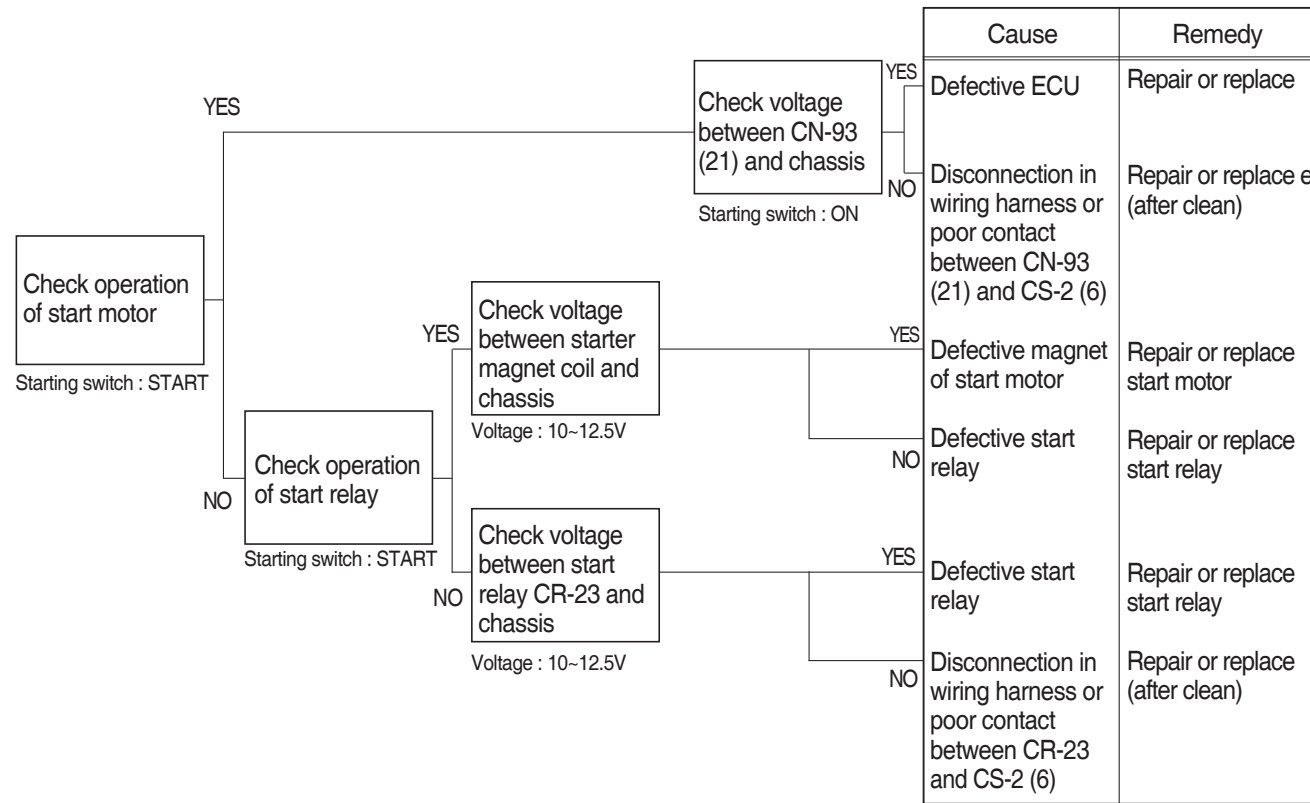 Cause
Remedy
YES
Defective ECU
Repair or replace
Check voltage
between CN-93
(21) and chassis
YES
NO
Disconnection in
wiring harness or
poor contact
between CN-93
(21) and CS-2 (6)
Repair or replace e
(after clean)
Starting switch : ON
Check operation
of start motor
Starting switch : START
YES
Check voltage
between starter
magnet coil and
chassis
Voltage : 10~12.5V
YES
Defective magnet
of start motor
Repair or replace
start motor
NO
Defective start
relay
Repair or replace
start relay
NO
Check operation
of start relay
Starting switch : START
NO
Check voltage
between start
relay CR-23 and
chassis
Voltage : 10~12.5V
YES
Defective start
relay
Repair or replace
start relay
NO
Disconnection in
wiring harness or
poor contact
between CR-23
and CS-2 (6)
Repair or replace
(after clean)